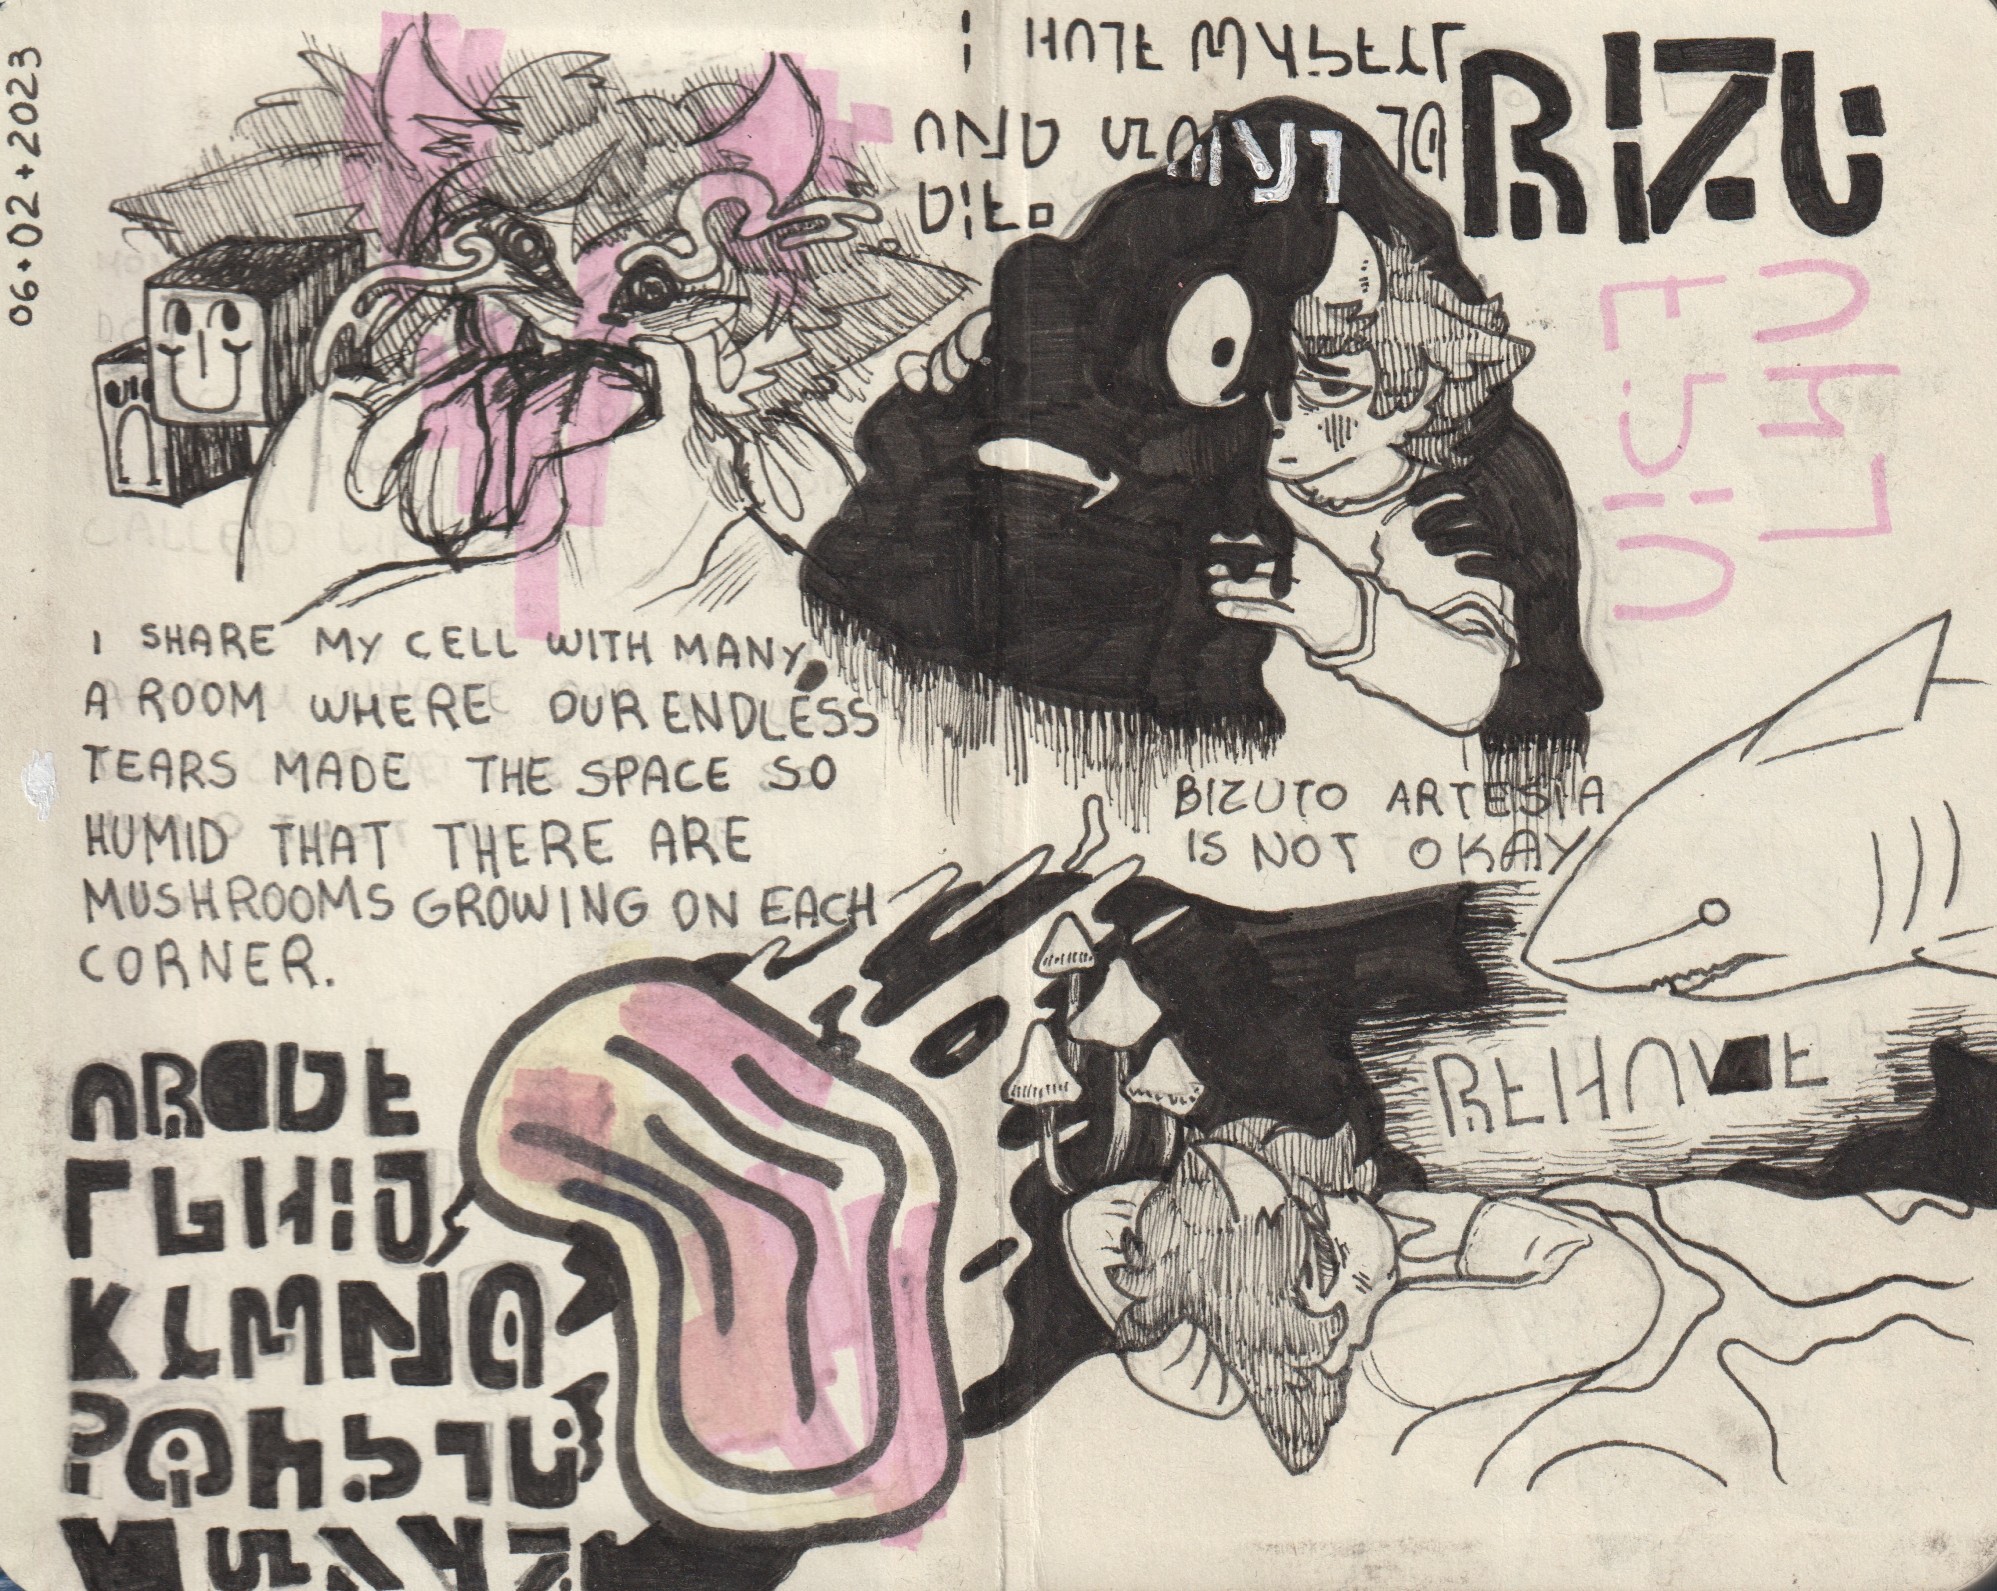 06+02+2023
I HATE MYSELF
AND WANT TO
DIE.
BIZU
I SHARE MY CELL WITH MANY,
A ROOM WHERE OUR ENDLESS
TEARS MADE THE SPACE SO
HUMID THAT THERE ARE
MUSHROOMS GROWING ON EACH
CORNER.
BIZUTO ARTESIA
IS NOT OKAY
BEHAVE
ABCDE
FGHIJ
KLMNO
PQRSTU
VWXYZ